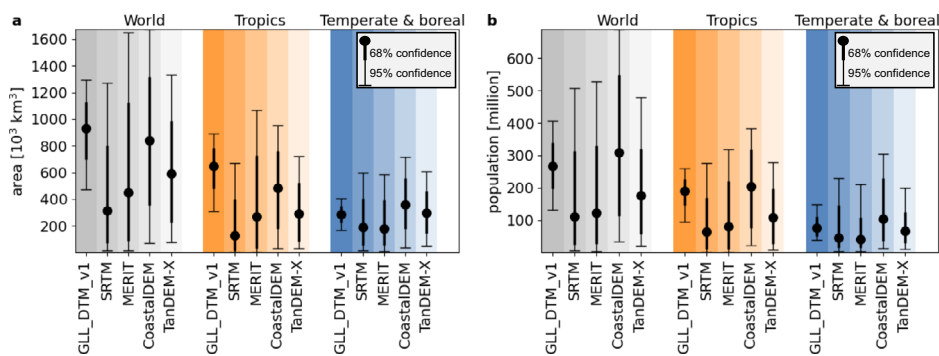 a World Tropics Temperate & boreal
area [10³ km³]
1600
1400
1200
1000
800
600
400
200
68% confidence
95% confidence
GLL_DTM_v1
SRTM
MERIT
CoastalDEM
TanDEM-X
GLL_DTM_v1
SRTM
MERIT
CoastalDEM
TanDEM-X
GLL_DTM_v1
SRTM
MERIT
CoastalDEM
TanDEM-X
b World Tropics Temperate & boreal
population [million]
600
500
400
300
200
100
68% confidence
95% confidence
GLL_DTM_v1
SRTM
MERIT
CoastalDEM
TanDEM-X
GLL_DTM_v1
SRTM
MERIT
CoastalDEM
TanDEM-X
GLL_DTM_v1
SRTM
MERIT
CoastalDEM
TanDEM-X